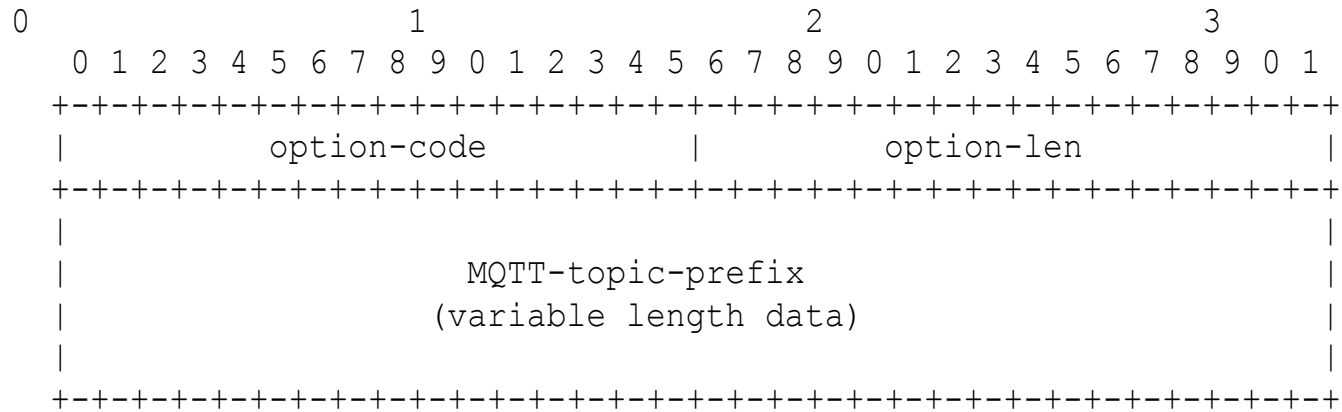 0                   1                   2                   3
   0 1 2 3 4 5 6 7 8 9 0 1 2 3 4 5 6 7 8 9 0 1 2 3 4 5 6 7 8 9 0 1
  +-+-+-+-+-+-+-+-+-+-+-+-+-+-+-+-+-+-+-+-+-+-+-+-+-+-+-+-+-+-+-+-+
  |          option-code          |         option-len            |
  +-+-+-+-+-+-+-+-+-+-+-+-+-+-+-+-+-+-+-+-+-+-+-+-+-+-+-+-+-+-+-+-+
  |                                                               |
  |                    MQTT-topic-prefix                          |
  |                  (variable length data)                       |
  |                                                               |
  +-+-+-+-+-+-+-+-+-+-+-+-+-+-+-+-+-+-+-+-+-+-+-+-+-+-+-+-+-+-+-+-+